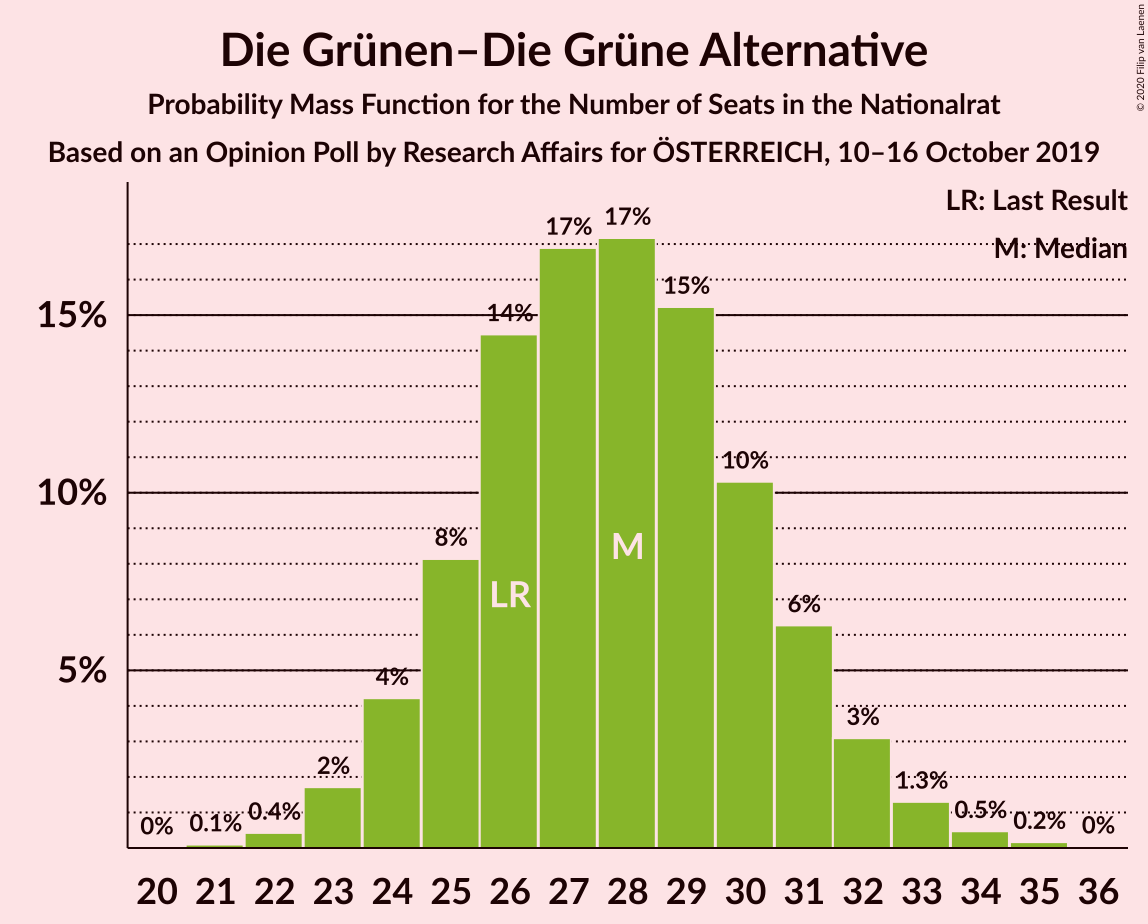 Die Grünen–Die Grüne Alternative
Probability Mass Function for the Number of Seats in the Nationalrat
Based on an Opinion Poll by Research Affairs for ÖSTERREICH, 10–16 October 2019
© 2020 Filip van Laenen
LR: Last Result
M: Median
15%
10%
5%
0%
0.1%
0.4%
2%
4%
8%
14%
17%
17%
15%
10%
6%
3%
1.3%
0.5%
0.2%
0%
LR
M
20 21 22 23 24 25 26 27 28 29 30 31 32 33 34 35 36